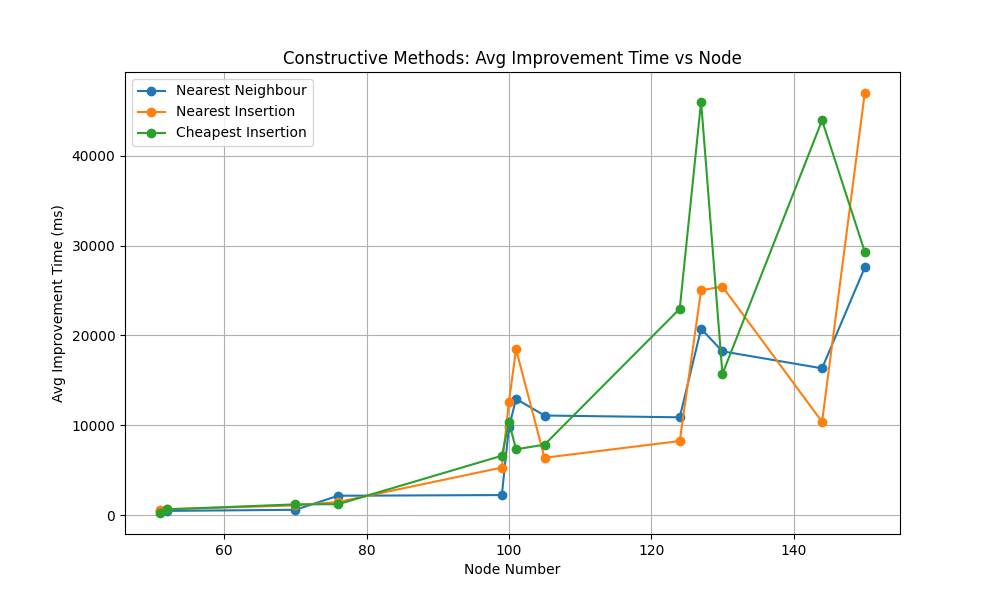 Constructive Methods: Avg Improvement Time vs Node
Nearest Neighbour
Nearest Insertion
Cheapest Insertion
Avg Improvement Time (ms)
40000
30000
20000
10000
0
60 80 100 120 140
Node Number